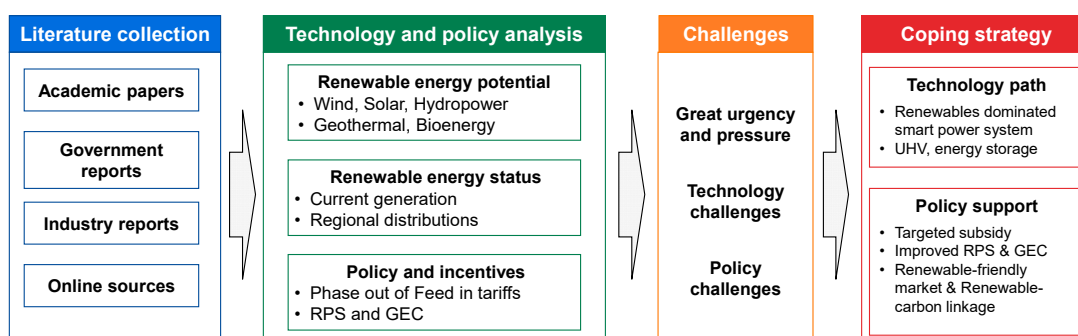 Literature collection
Academic papers
Government
reports
Industry reports
Online sources
Technology and policy analysis
Renewable energy potential
• Wind, Solar, Hydropower
• Geothermal, Bioenergy
Renewable energy status
• Current generation
• Regional distributions
Policy and incentives
• Phase out of Feed in tariffs
• RPS and GEC
Challenges
Great urgency
and pressure
Technology
challenges
Policy
challenges
Coping strategy
Technology path
• Renewables dominated
smart power system
• UHV, energy storage
Policy support
• Targeted subsidy
• Improved RPS & GEC
• Renewable-friendly
market & Renewable-
carbon linkage